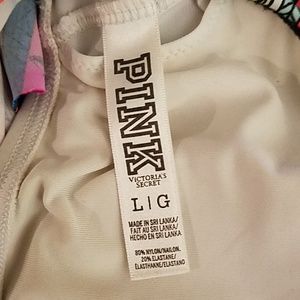 PINK
VICTORIA'S
SECRET
L|G
MADE IN SRI LANKA/
FAIT AU SRI LANKA/
HECHO EN SRI LANKA
80% NYLON/NAILON,
20% ELASTANE/
ELASTHANNE/ELASTANO